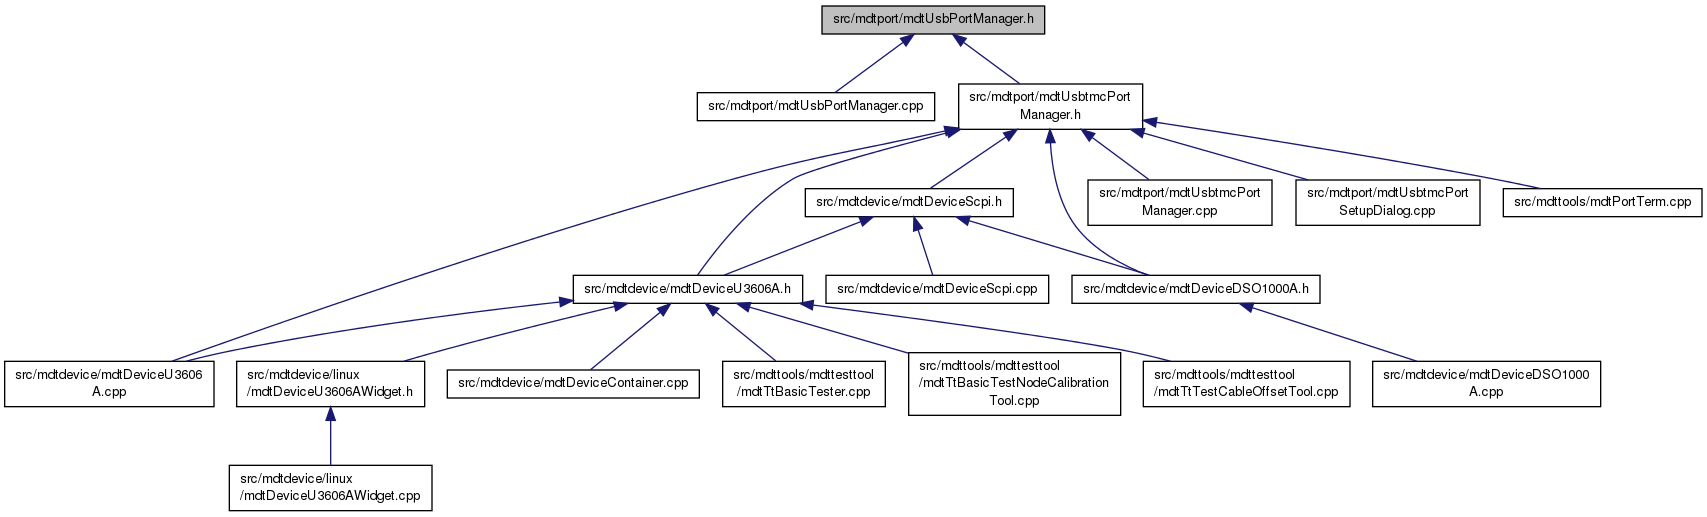 src/mdtport/mdtUsbPortManager.h
src/mdtport/mdtUsbPortManager.cpp
src/mdtport/mdtUsbtmcPort
Manager.h
src/mdtdevice/mdtDeviceScpi.h
src/mdtport/mdtUsbtmcPort
Manager.cpp
src/mdtport/mdtUsbtmcPort
SetupDialog.cpp
src/mdttools/mdtPortTerm.cpp
src/mdtdevice/mdtDeviceU3606A.h
src/mdtdevice/mdtDeviceScpi.cpp
src/mdtdevice/mdtDeviceDSO1000A.h
src/mdtdevice/mdtDeviceU3606
A.cpp
src/mdtdevice/linux
/mdtDeviceU3606AWidget.h
src/mdtdevice/mdtDeviceContainer.cpp
src/mdttools/mdttesttool
/mdtTtBasicTester.cpp
src/mdttools/mdttesttool
/mdtTtBasicTestNodeCalibration
Tool.cpp
src/mdttools/mdttesttool
/mdtTtTestCableOffsetTool.cpp
src/mdtdevice/mdtDeviceDSO1000
A.cpp
src/mdtdevice/linux
/mdtDeviceU3606AWidget.cpp